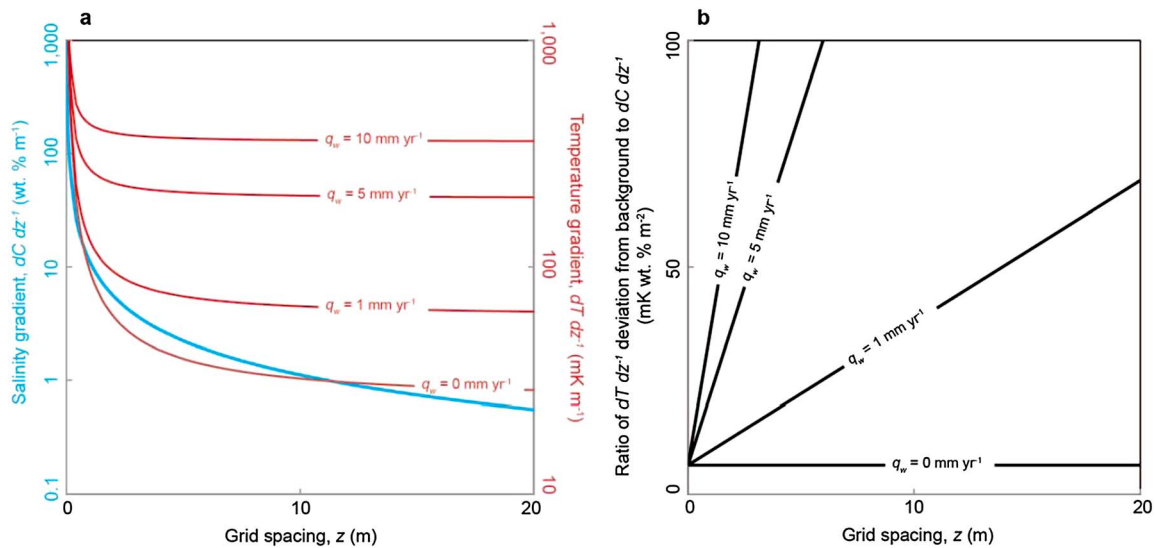 a
Salinity gradient, dC dz⁻¹ (wt. % m⁻¹)
1,000
100
10
1
0.1
q_w = 10 mm yr⁻¹
q_w = 5 mm yr⁻¹
q_w = 1 mm yr⁻¹
q_w = 0 mm yr⁻¹
1,000
100
10
Temperature gradient, dT dz⁻¹ (mK m⁻¹)
0
10
20
Grid spacing, z (m)
b
Ratio of dT dz⁻¹ deviation from background to dC dz⁻¹
(mK wt. % m⁻²)
100
50
0
q_w = 10 mm yr⁻¹
q_w = 5 mm yr⁻¹
q_w = 1 mm yr⁻¹
q_w = 0 mm yr⁻¹
0
10
20
Grid spacing, z (m)